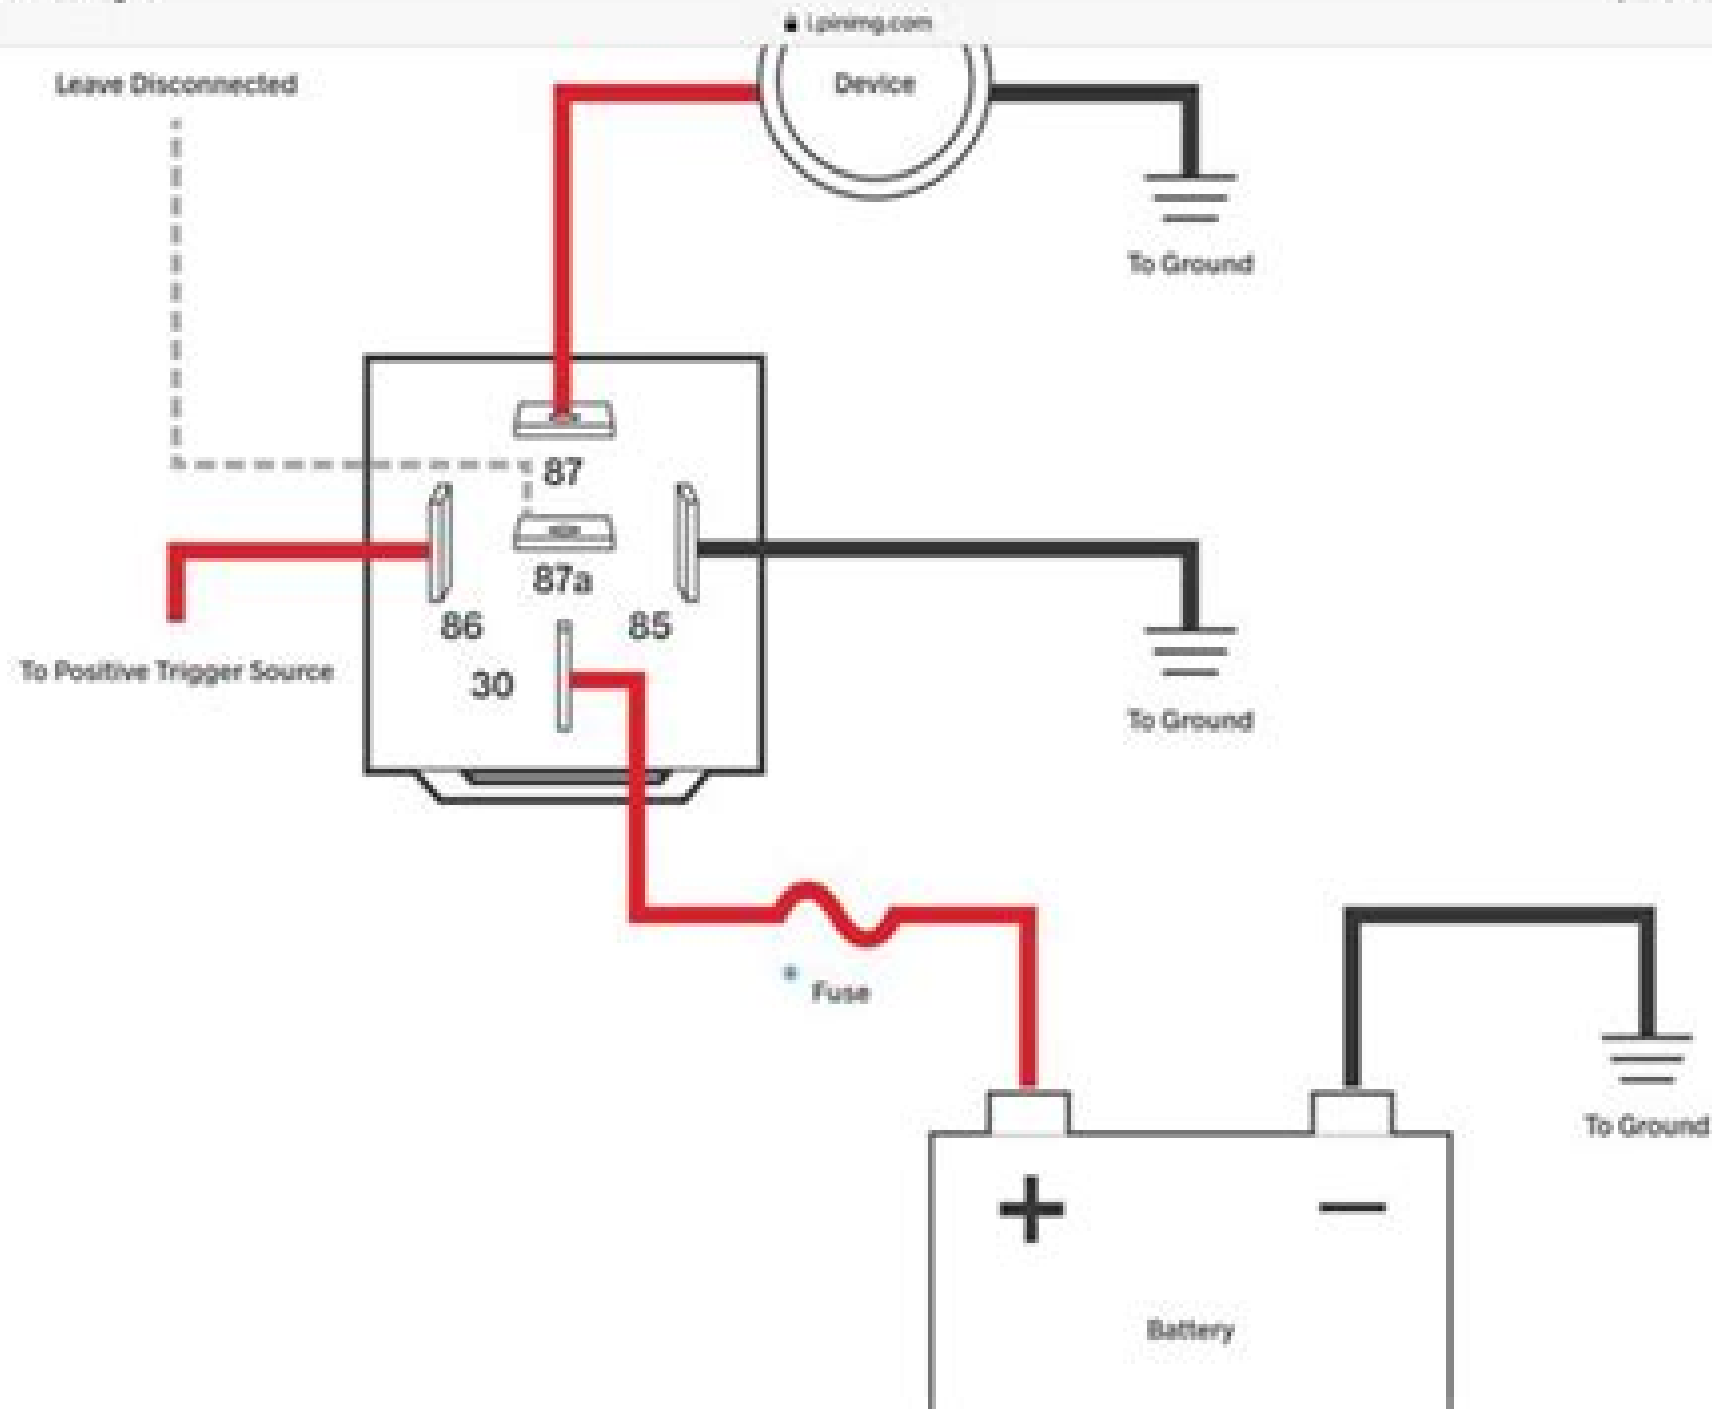 i.pinimg.com
Leave Disconnected
Device
To Ground
87
87a
86
85
To Positive Trigger Source
30
To Ground
Fuse
To Ground
+
−
Battery